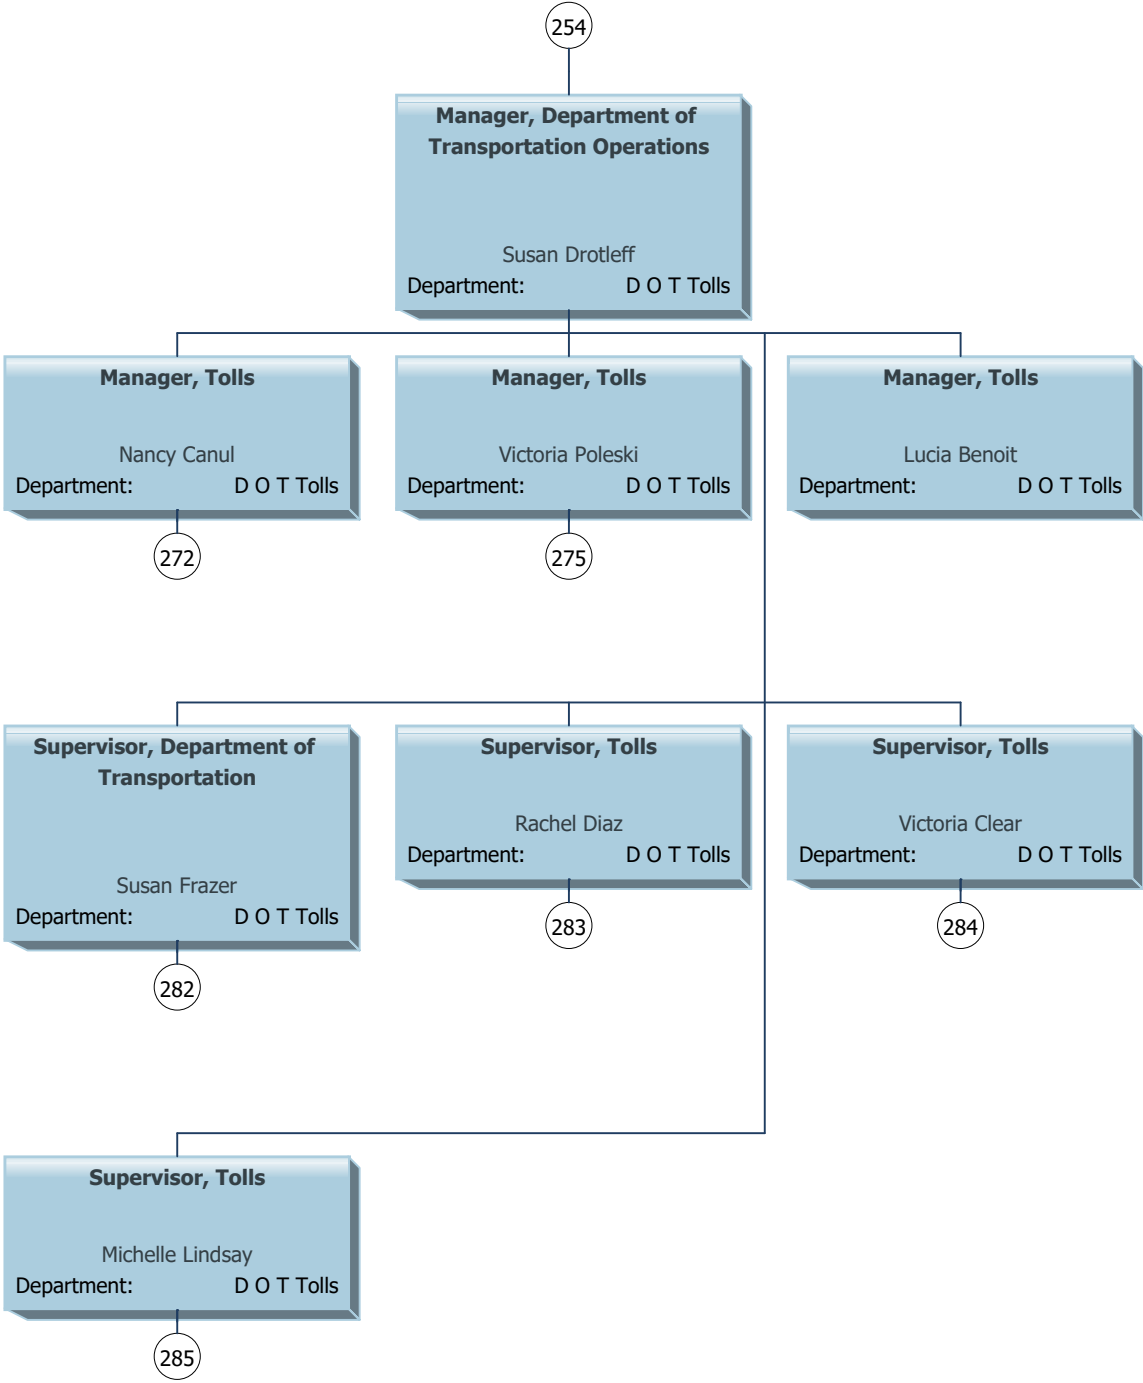 254
Manager, Department of
Transportation Operations
Susan Drotleff
Department: D O T Tolls
Manager, Tolls
Nancy Canul
Department: D O T Tolls
272
Manager, Tolls
Victoria Poleski
Department: D O T Tolls
275
Manager, Tolls
Lucia Benoit
Department: D O T Tolls
Supervisor, Department of
Transportation
Susan Frazer
Department: D O T Tolls
282
Supervisor, Tolls
Rachel Diaz
Department: D O T Tolls
283
Supervisor, Tolls
Victoria Clear
Department: D O T Tolls
284
Supervisor, Tolls
Michelle Lindsay
Department: D O T Tolls
285